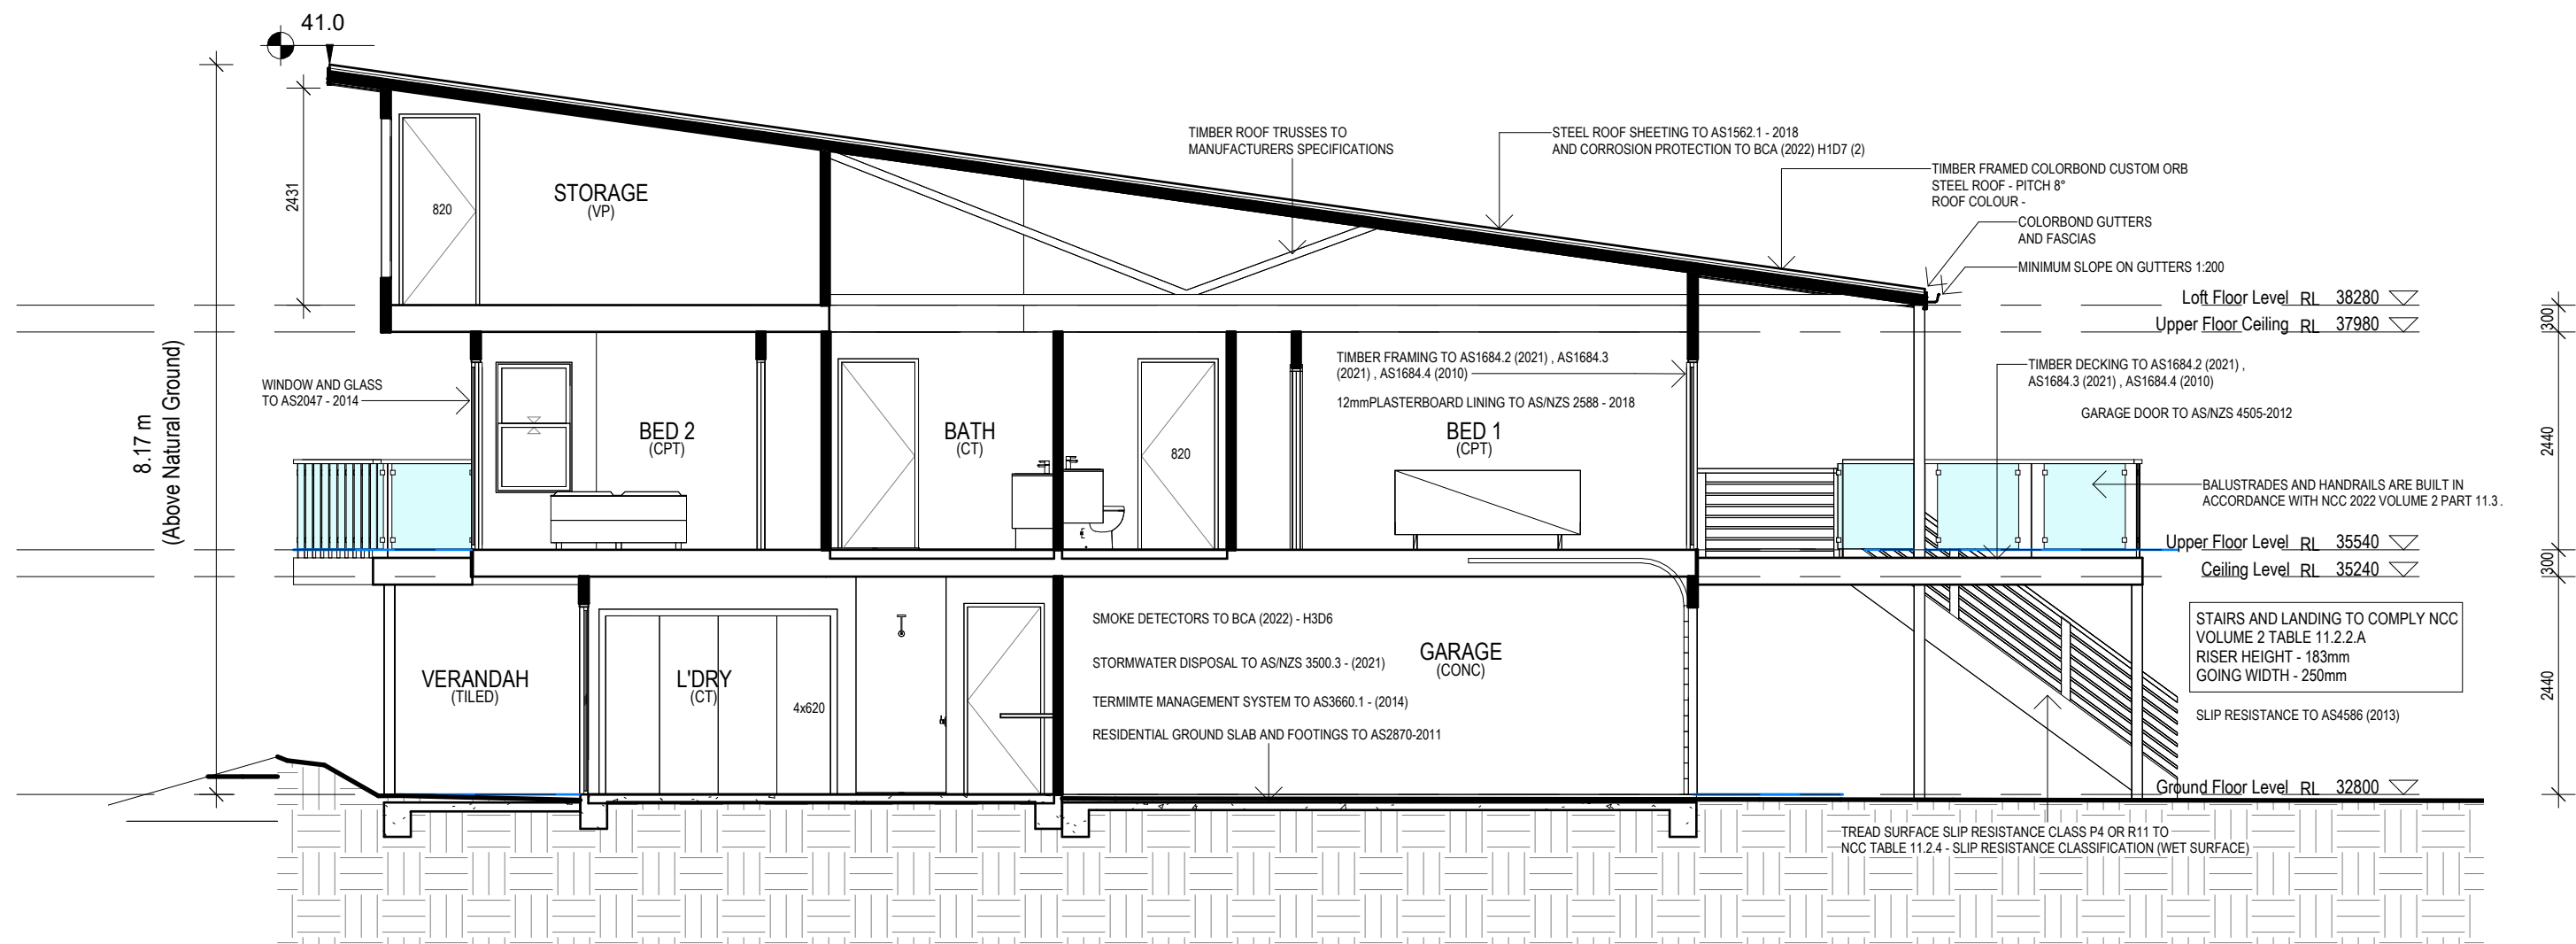 41.0
TIMBER ROOF TRUSSES TO
MANUFACTURERS SPECIFICATIONS
STEEL ROOF SHEETING TO AS1562.1 - 2018
AND CORROSION PROTECTION TO BCA (2022) H1D7 (2)
TIMBER FRAMED COLORBOND CUSTOM ORB
STEEL ROOF - PITCH 8°
ROOF COLOUR -
COLORBOND GUTTERS
AND FASCIAS
MINIMUM SLOPE ON GUTTERS 1:200
2431
820
STORAGE
(VP)
Loft Floor Level RL 38280
Upper Floor Ceiling RL 37980
300
8.17 m
(Above Natural Ground)
WINDOW AND GLASS
TO AS2047 - 2014
BED 2
(CPT)
BATH
(CT)
820
TIMBER FRAMING TO AS1684.2 (2021) , AS1684.3
(2021) , AS1684.4 (2010)
12mmPLASTERBOARD LINING TO AS/NZS 2588 - 2018
BED 1
(CPT)
TIMBER DECKING TO AS1684.2 (2021) ,
AS1684.3 (2021) , AS1684.4 (2010)
GARAGE DOOR TO AS/NZS 4505-2012
2440
BALUSTRADES AND HANDRAILS ARE BUILT IN
ACCORDANCE WITH NCC 2022 VOLUME 2 PART 11.3 .
Upper Floor Level RL 35540
Ceiling Level RL 35240
300
VERANDAH
(TILED)
L'DRY
(CT)
4x620
SMOKE DETECTORS TO BCA (2022) - H3D6
STORMWATER DISPOSAL TO AS/NZS 3500.3 - (2021)
TERMIMTE MANAGEMENT SYSTEM TO AS3660.1 - (2014)
RESIDENTIAL GROUND SLAB AND FOOTINGS TO AS2870-2011
GARAGE
(CONC)
STAIRS AND LANDING TO COMPLY NCC
VOLUME 2 TABLE 11.2.2.A
RISER HEIGHT - 183mm
GOING WIDTH - 250mm
2440
SLIP RESISTANCE TO AS4586 (2013)
Ground Floor Level RL 32800
TREAD SURFACE SLIP RESISTANCE CLASS P4 OR R11 TO
NCC TABLE 11.2.4 - SLIP RESISTANCE CLASSIFICATION (WET SURFACE)